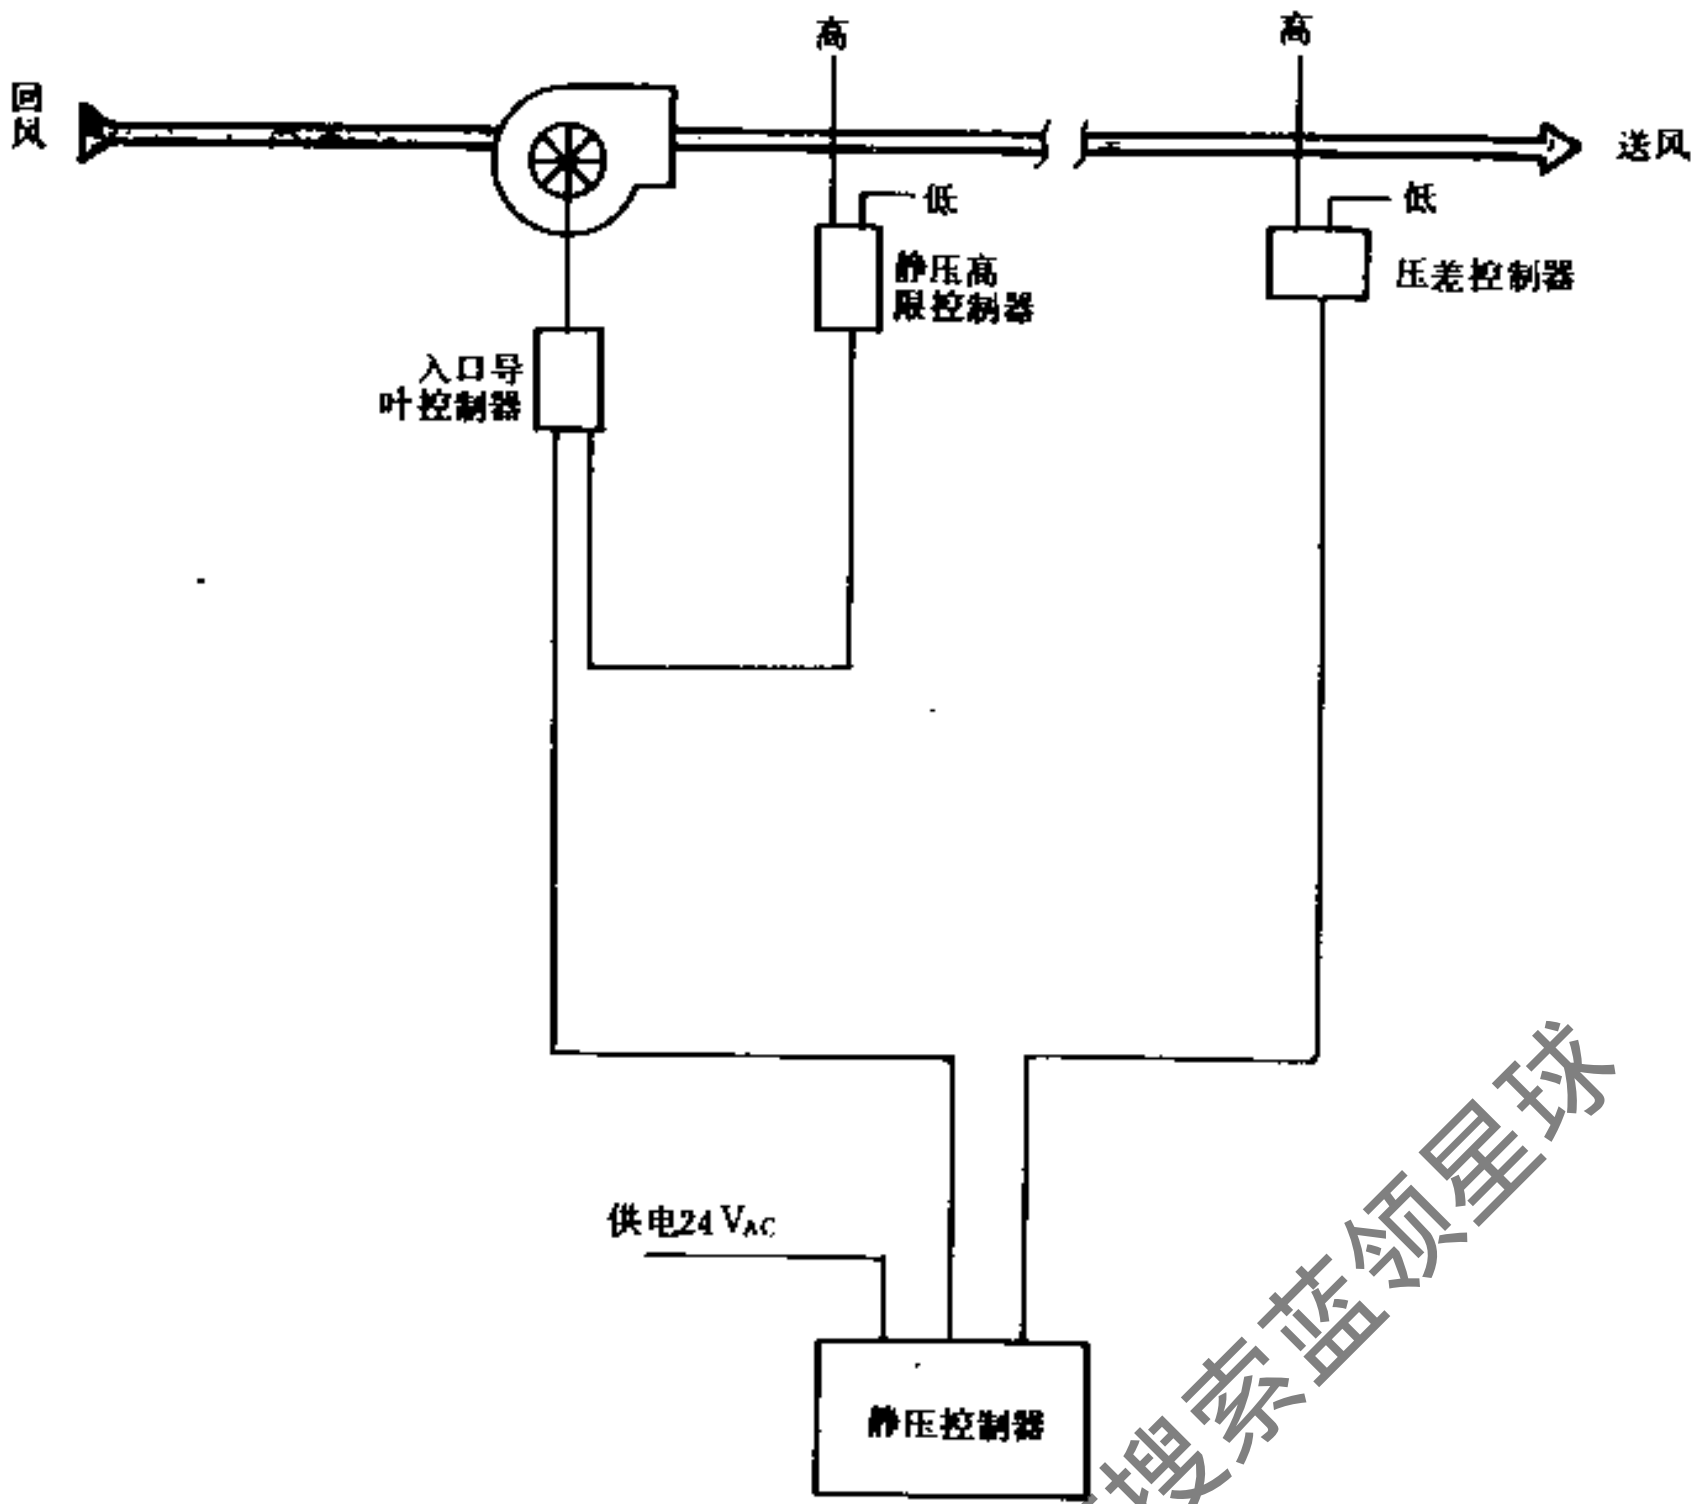 高
高
回
风
送风
低
低
静压高
限控制器
压差控制器
入口导
叶控制器
供电24 VAC
静压控制器
搜索蓝领星球